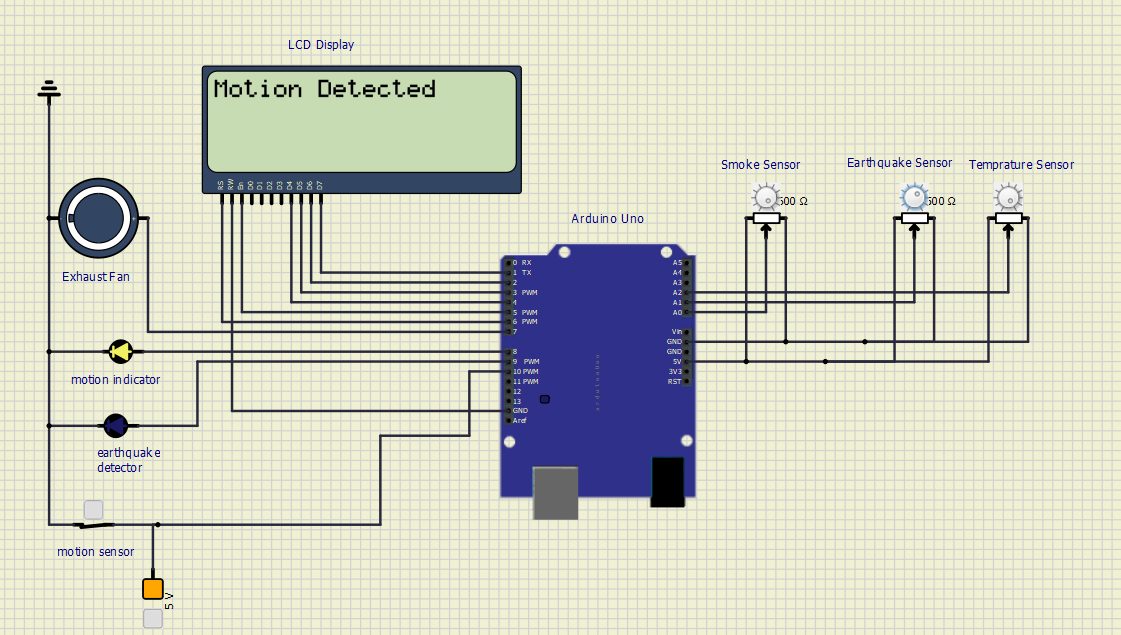 LCD Display
Motion Detected
RS RW En D0 D1 D2 D3 D4 D5 D6 D7
Smoke Sensor
Earthquake Sensor
Temprature Sensor
500 Ω
500 Ω
Arduino Uno
Exhaust Fan
0 RX
1 TX
2
3 PWM
4
5 PWM
6 PWM
7
8
9 PWM
10 PWM
11 PWM
12
13
GND
Aref
A5
A4
A3
A2
A1
A0
Vin
GND
GND
5V
3V3
RST
arduinoUno
motion indicator
earthquake
detector
motion sensor
5 V